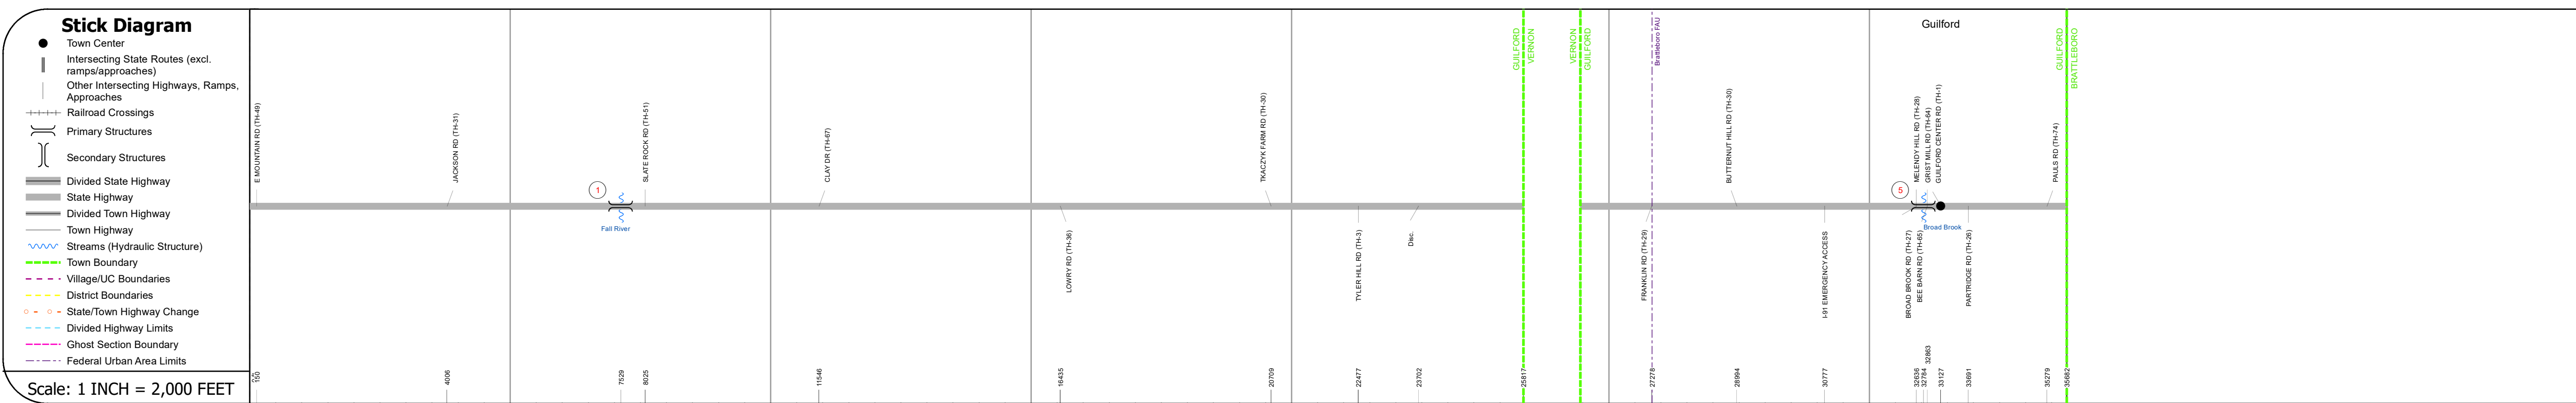 Stick Diagram
Town Center
Intersecting State Routes (excl.
ramps/approaches)
Other Intersecting Highways, Ramps,
Approaches
Railroad Crossings
Primary Structures
Secondary Structures
Divided State Highway
State Highway
Divided Town Highway
Town Highway
Streams (Hydraulic Structure)
Town Boundary
Village/UC Boundaries
District Boundaries
State/Town Highway Change
Divided Highway Limits
Ghost Section Boundary
Federal Urban Area Limits
Scale: 1 INCH = 2,000 FEET
Guilford
GUILFORD
VERNON
VERNON
GUILFORD
Brattleboro FAU
GUILFORD
BRATTLEBORO
E MOUNTAIN RD (TH-49)
JACKSON RD (TH-31)
SLATE ROCK RD (TH-51)
CLAY DR (TH-67)
TKACZYK FARM RD (TH-30)
BUTTERNUT HILL RD (TH-30)
MELENDY HILL RD (TH-28)
GRIST MILL RD (TH-64)
GUILFORD CENTER RD (TH-1)
PAULS RD (TH-74)
1
5
Fall River
Broad Brook
LOWRY RD (TH-36)
TYLER HILL RD (TH-3)
Disc.
FRANKLIN RD (TH-29)
I-91 EMERGENCY ACCESS
BROAD BROOK RD (TH-27)
BEE BARN RD (TH-65)
PARTRIDGE RD (TH-26)
150
4006
7529
8025
11546
16435
20709
22477
23702
25817
27278
28994
30777
32636
32784
32863
33127
33691
35279
35682